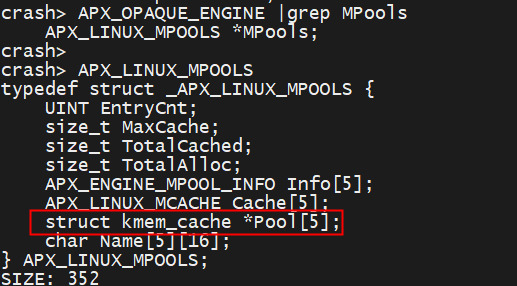 crash> APX_OPAQUE_ENGINE |grep MPools
    APX_LINUX_MPOOLS *MPools;
crash>
crash> APX_LINUX_MPOOLS
typedef struct _APX_LINUX_MPOOLS {
    UINT EntryCnt;
    size_t MaxCache;
    size_t TotalCached;
    size_t TotalAlloc;
    APX_ENGINE_MPOOL_INFO Info[5];
    APX_LINUX_MCACHE Cache[5];
    struct kmem_cache *Pool[5];
    char Name[5][16];
} APX_LINUX_MPOOLS;
SIZE: 352